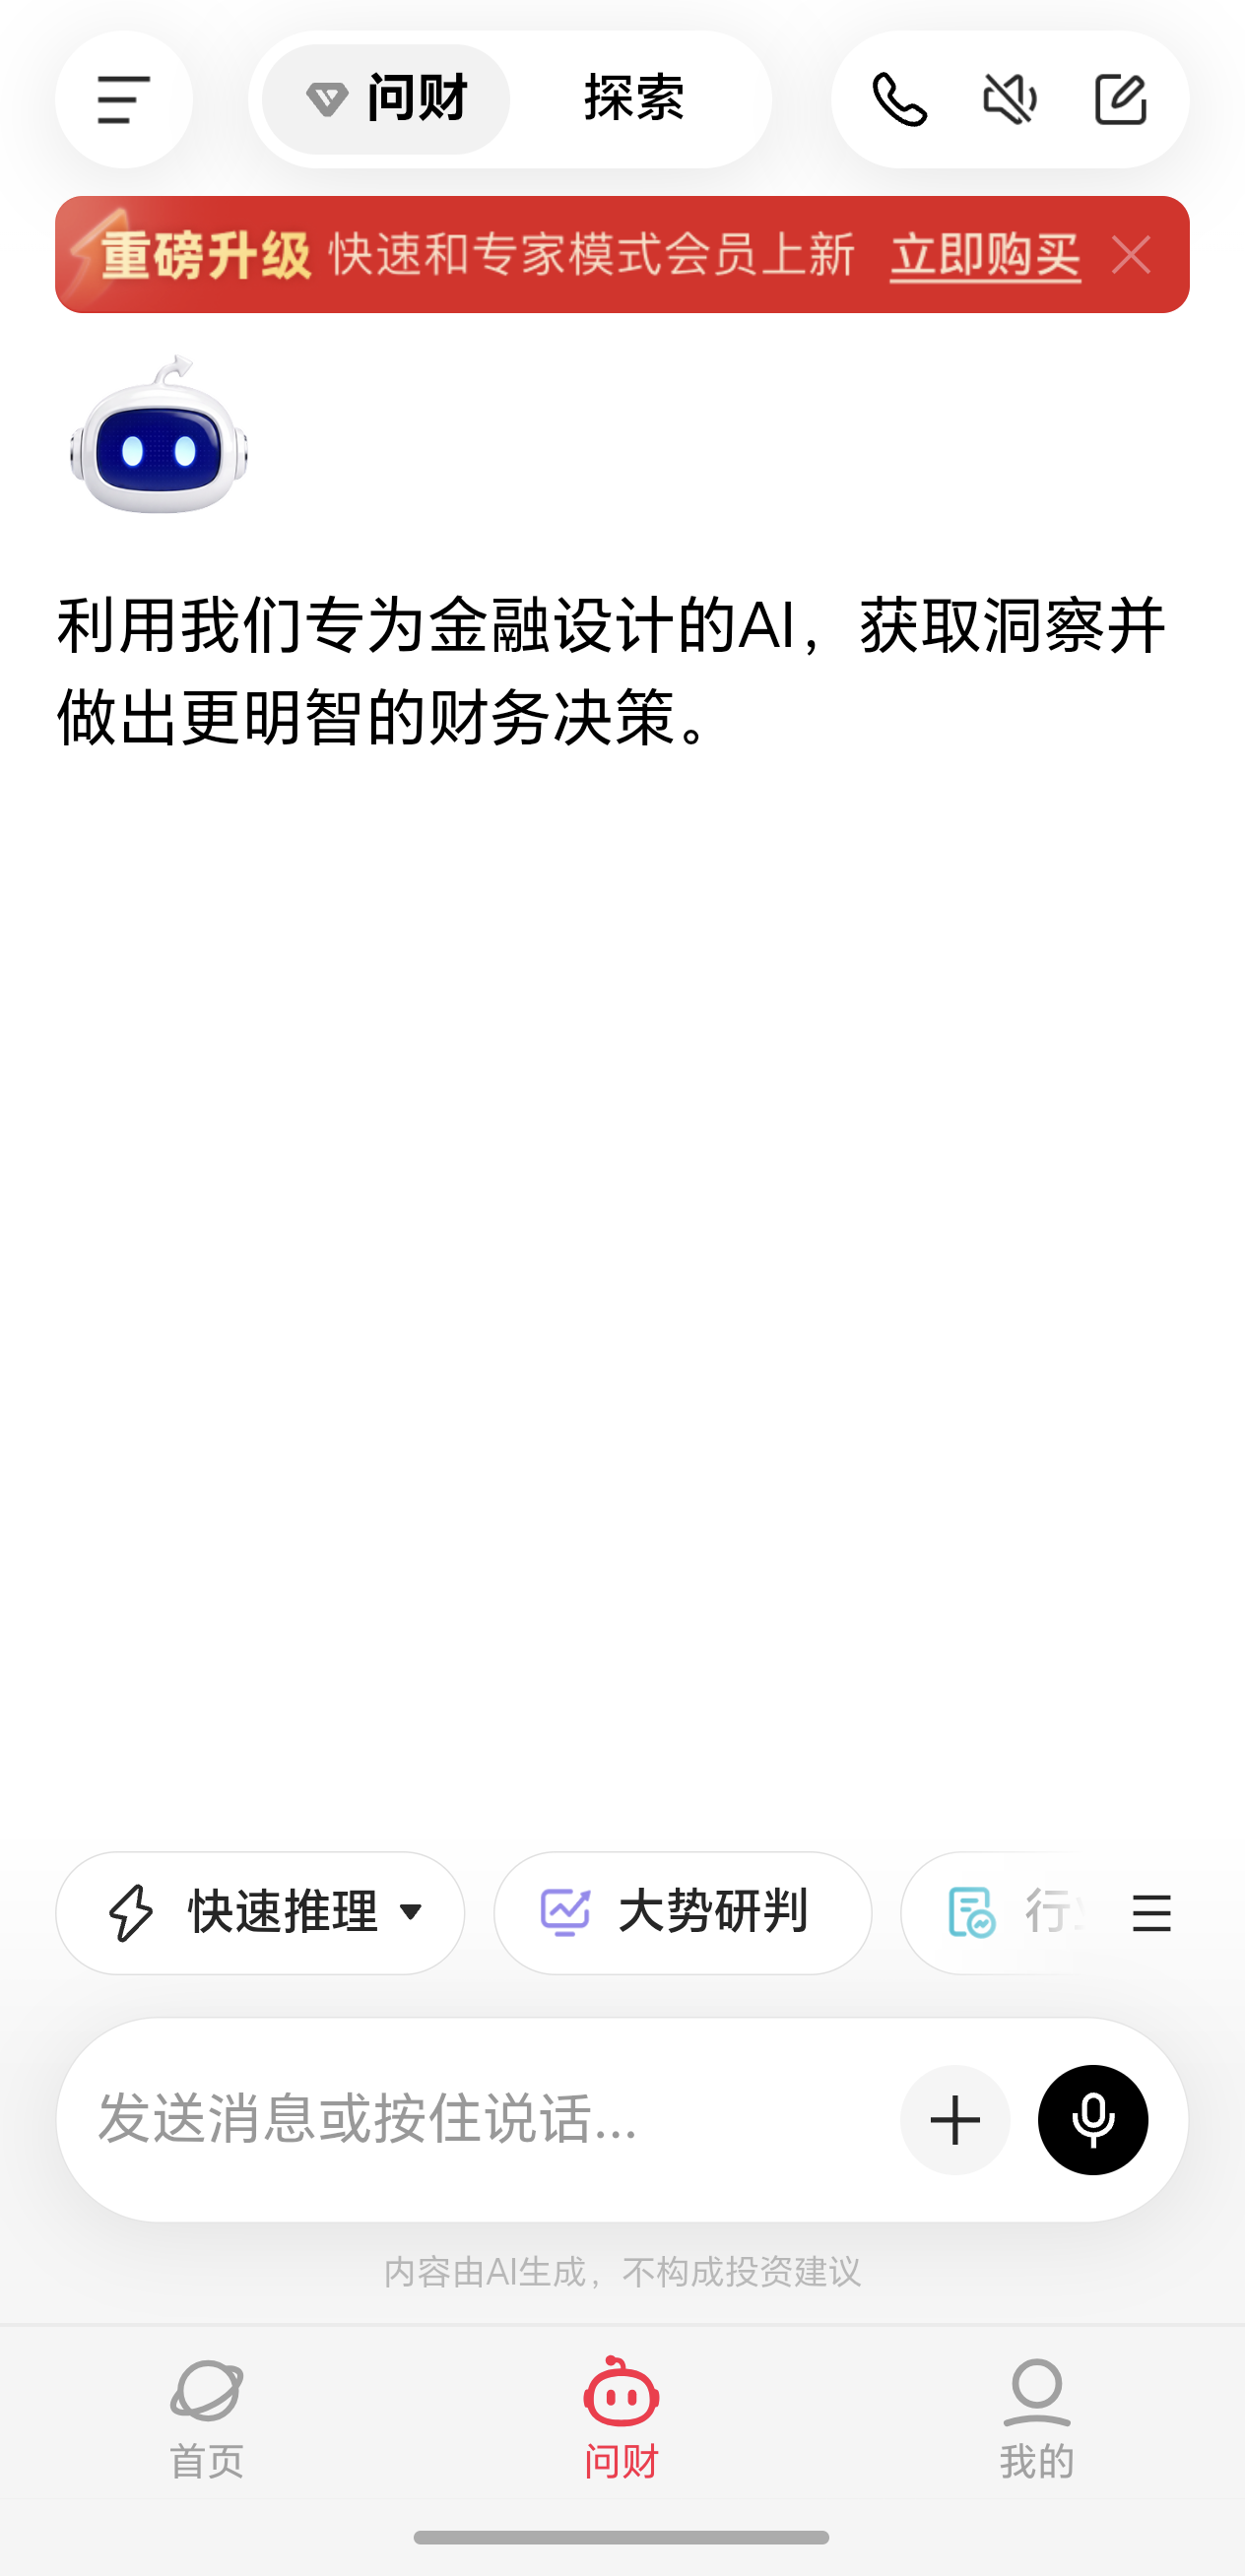 问财 探索
重磅升级 快速和专家模式会员上新 立即购买
利用我们专为金融设计的AI，获取洞察并
做出更明智的财务决策。
快速推理 大势研判 行
发送消息或按住说话...
内容由AI生成，不构成投资建议
首页 问财 我的